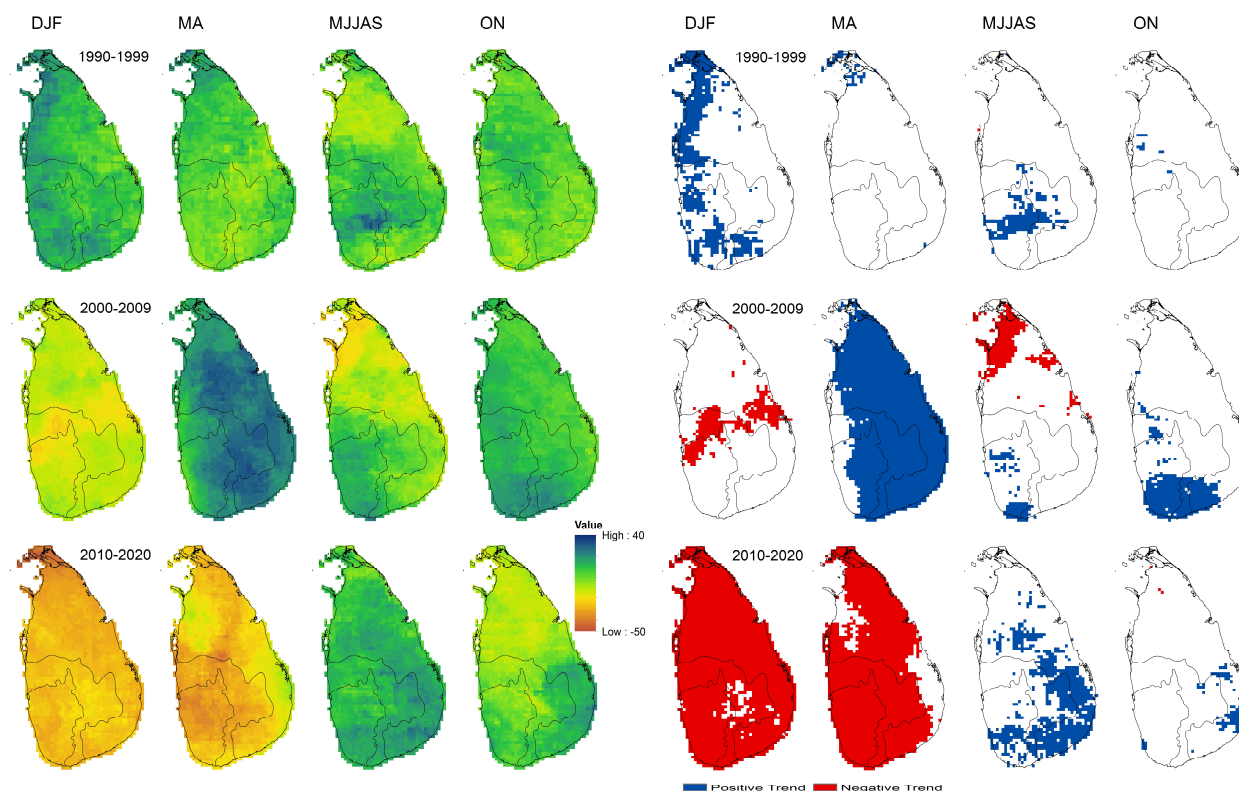 DJF MA MJJAS ON DJF MA MJJAS ON
1990-1999 1990-1999
2000-2009 2000-2009
Value
High : 40
Low : -50
2010-2020 2010-2020
Positive Trend Negative Trend